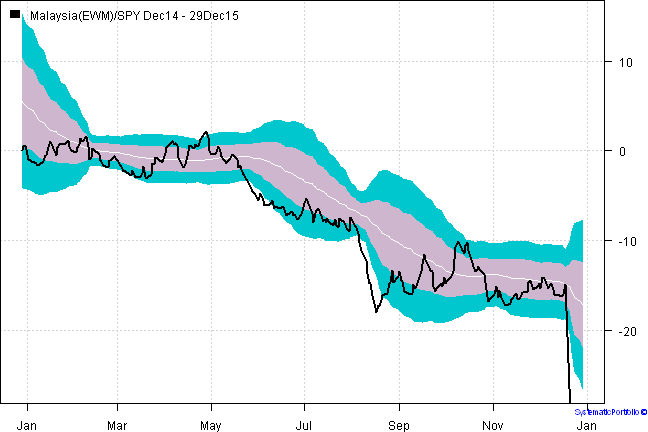 Malaysia(EWM)/SPY Dec14 - 29Dec15
10
0
-10
-20
Jan Mar May Jul Sep Nov Jan
SystematicPortfolio ©